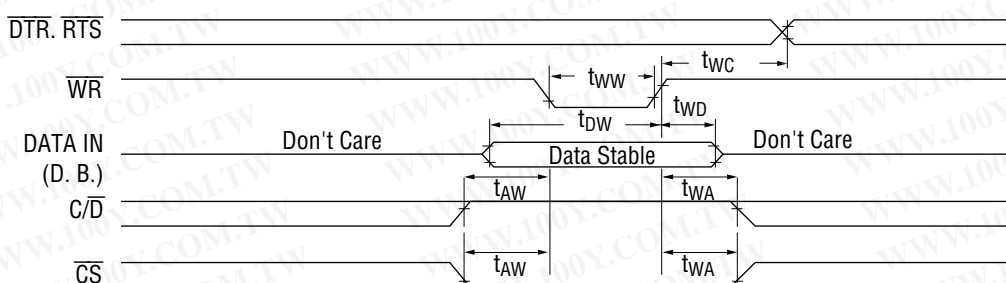 DTR. RTS
tWC
WR
tWW
tDW
tWD
DATA IN
(D. B.)
Don't Care
Data Stable
Don't Care
tAW
tWA
C/D
tAW
tWA
CS
WWW.100Y.COM.TW